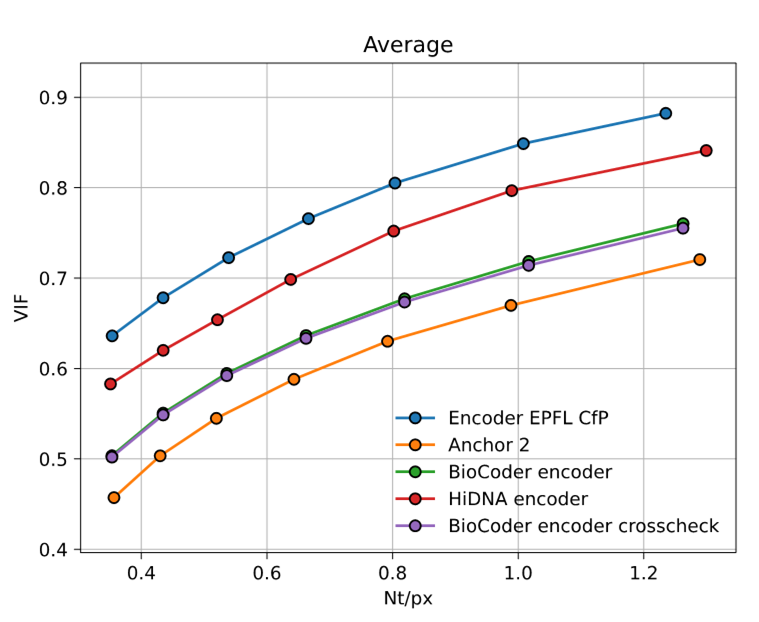 Average
0.9
0.8
0.7
0.6
0.5
0.4
VIF
Encoder EPFL CfP
Anchor 2
BioCoder encoder
HiDNA encoder
BioCoder encoder crosscheck
0.4 0.6 0.8 1.0 1.2
Nt/px